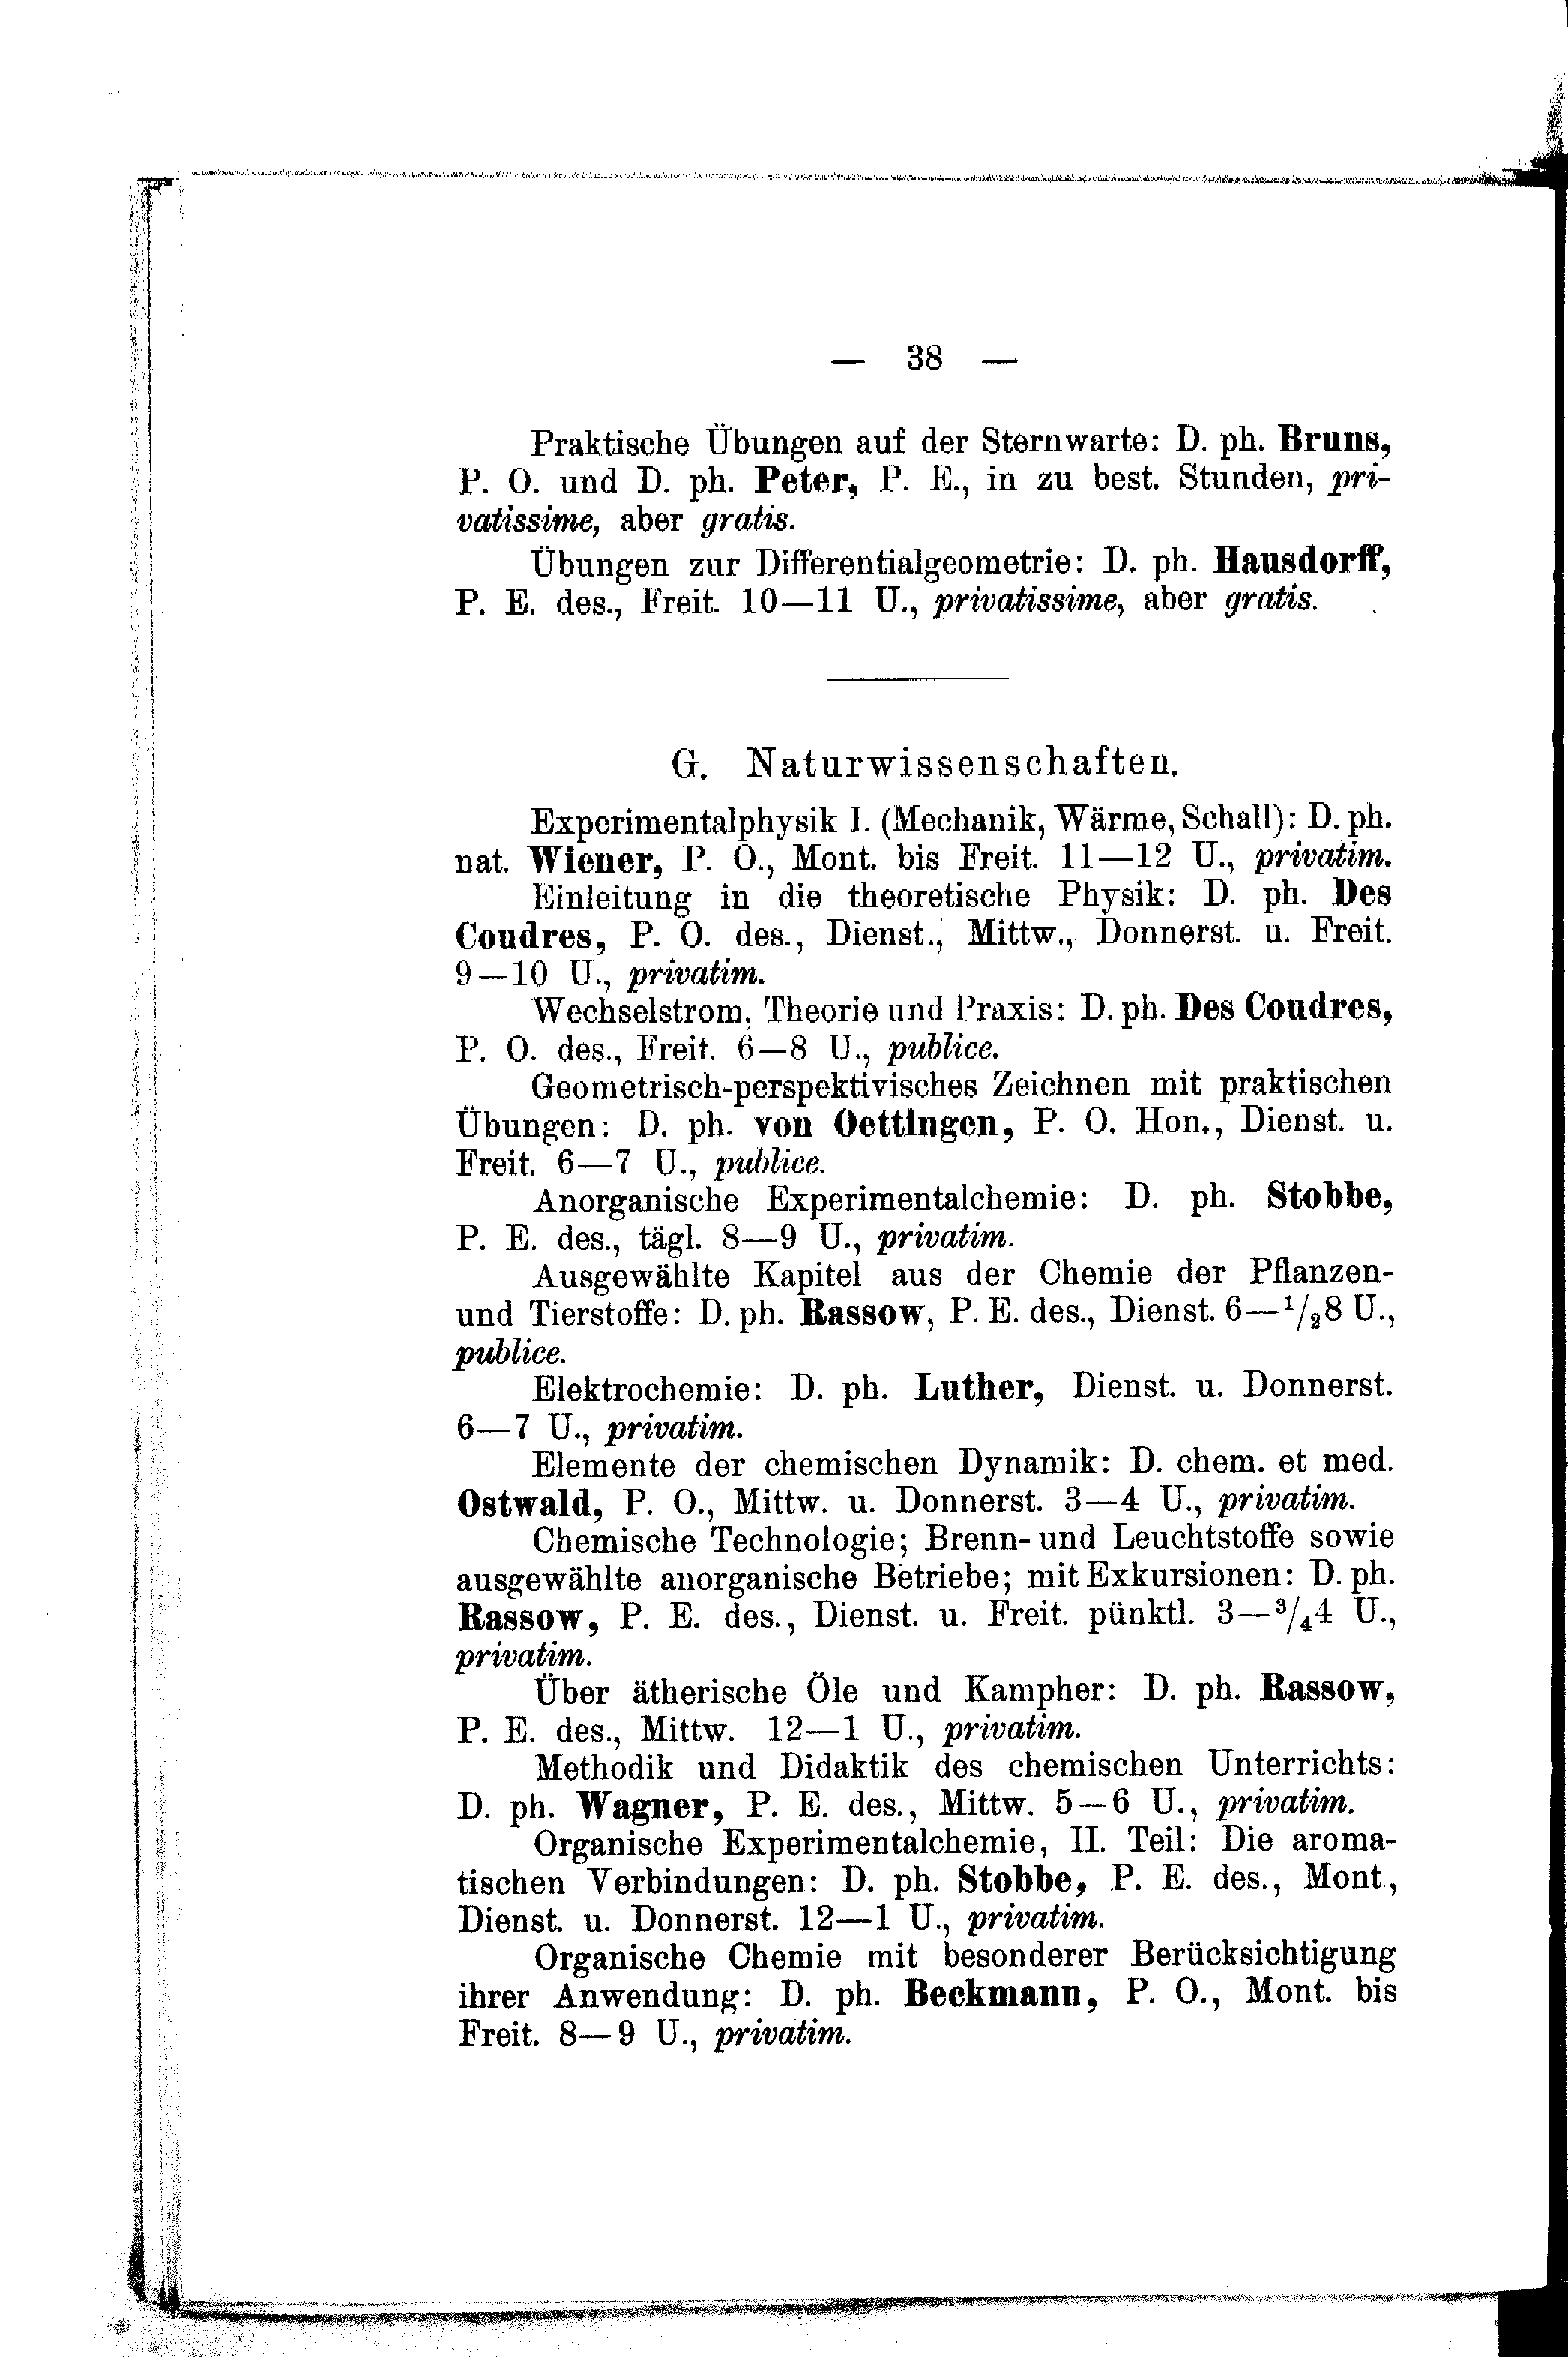 — 38 —
Praktische Übungen auf der Sternwarte: D. ph. Bruns,
P. O. und D. ph. Peter, P. E., in zu best. Stunden, pri-
vatissime, aber gratis.
Übungen zur Differentialgeometrie: D. ph. Hausdorff,
P. E. des., Freit. 10—11 U., privatissime, aber gratis.
G. Naturwissenschaften.
Experimentalphysik I. (Mechanik, Wärme, Schall): D. ph.
nat. Wiener, P. O., Mont. bis Freit. 11—12 U., privatim.
Einleitung in die theoretische Physik: D. ph. Des
Coudres, P. O. des., Dienst., Mittw., Donnerst. u. Freit.
9—10 U., privatim.
Wechselstrom, Theorie und Praxis: D. ph. Des Coudres,
P. O. des., Freit. 6—8 U., publice.
Geometrisch-perspektivisches Zeichnen mit praktischen
Übungen: D. ph. von Oettingen, P. O. Hon., Dienst. u.
Freit. 6—7 U., publice.
Anorganische Experimentalchemie: D. ph. Stobbe,
P. E. des., tägl. 8—9 U., privatim.
Ausgewählte Kapitel aus der Chemie der Pflanzen-
und Tierstoffe: D. ph. Rassow, P. E. des., Dienst. 6—1/28 U.,
publice.
Elektrochemie: D. ph. Luther, Dienst. u. Donnerst.
6—7 U., privatim.
Elemente der chemischen Dynamik: D. chem. et med.
Ostwald, P. O., Mittw. u. Donnerst. 3—4 U., privatim.
Chemische Technologie; Brenn- und Leuchtstoffe sowie
ausgewählte anorganische Betriebe; mit Exkursionen: D. ph.
Rassow, P. E. des., Dienst. u. Freit. pünktl. 3—3/44 U.,
privatim.
Über ätherische Öle und Kampher: D. ph. Rassow,
P. E. des., Mittw. 12—1 U., privatim.
Methodik und Didaktik des chemischen Unterrichts:
D. ph. Wagner, P. E. des., Mittw. 5—6 U., privatim.
Organische Experimentalchemie, II. Teil: Die aroma-
tischen Verbindungen: D. ph. Stobbe, P. E. des., Mont.,
Dienst. u. Donnerst. 12—1 U., privatim.
Organische Chemie mit besonderer Berücksichtigung
ihrer Anwendung: D. ph. Beckmann, P. O., Mont. bis
Freit. 8—9 U., privatim.